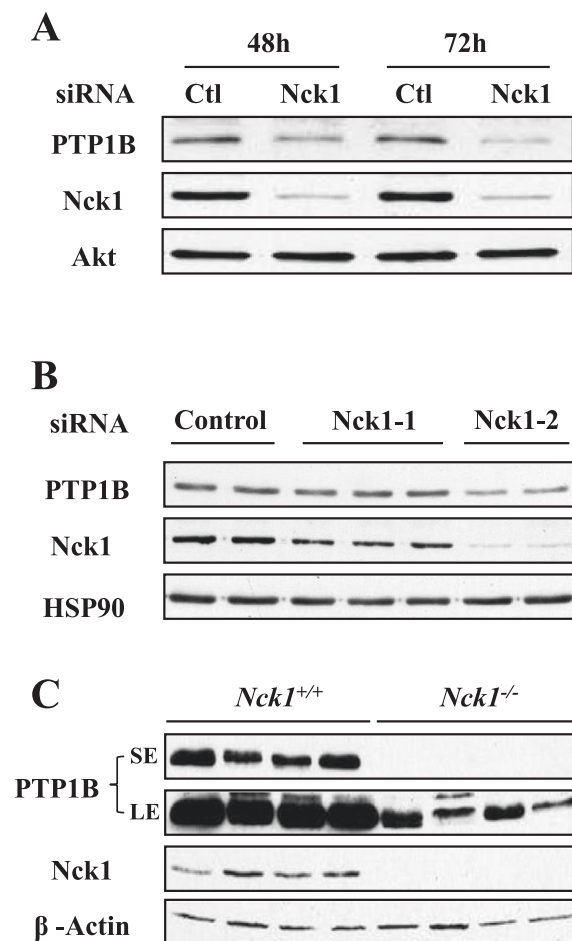 A
48h 72h
siRNA Ctl Nck1 Ctl Nck1
PTP1B
Nck1
Akt
B
siRNA Control Nck1-1 Nck1-2
PTP1B
Nck1
HSP90
C
Nck1+/+ Nck1-/-
SE
PTP1B
LE
Nck1
β -Actin